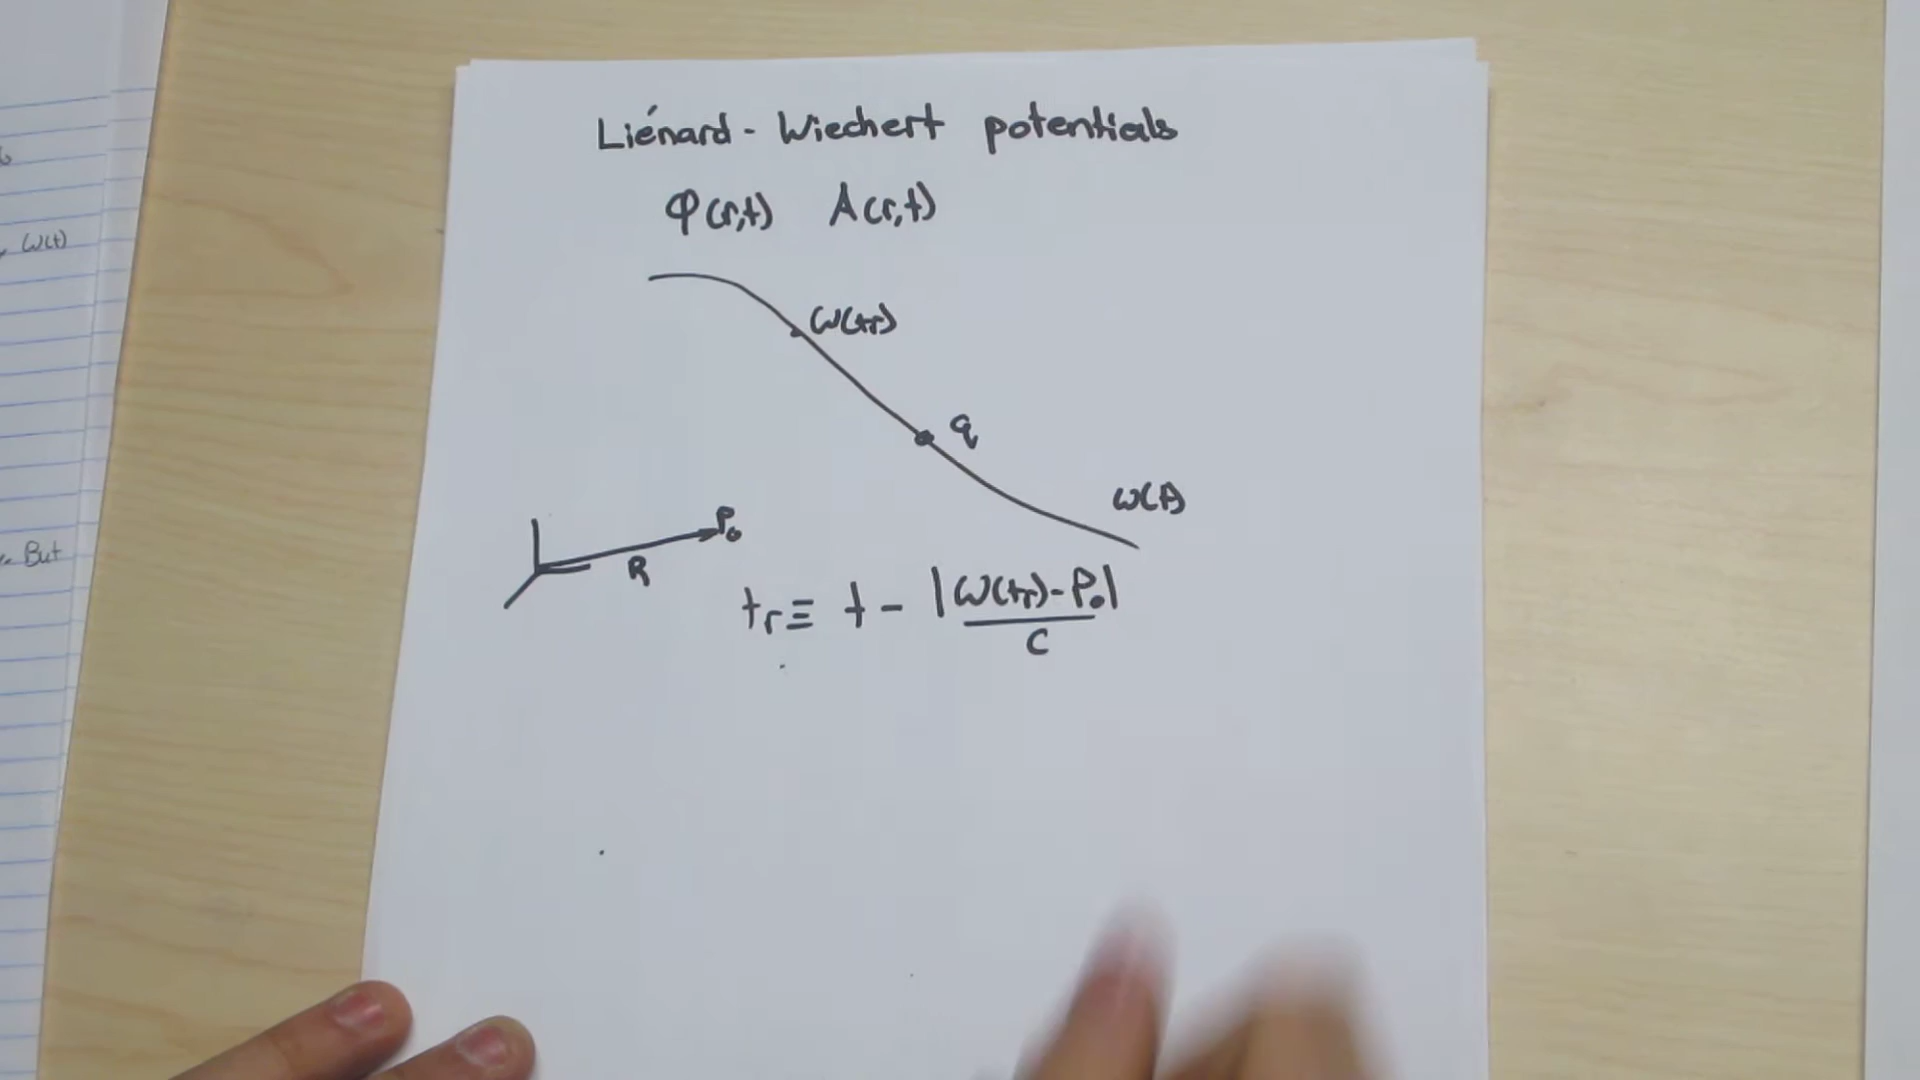 Liénard - Wiechert potentials
φ(r,t) A(r,t)
ω(tr)
q
ω(t)
P₀
R
tᵣ ≡ t - |ω(tᵣ) - P₀| / c
ω(t)
But